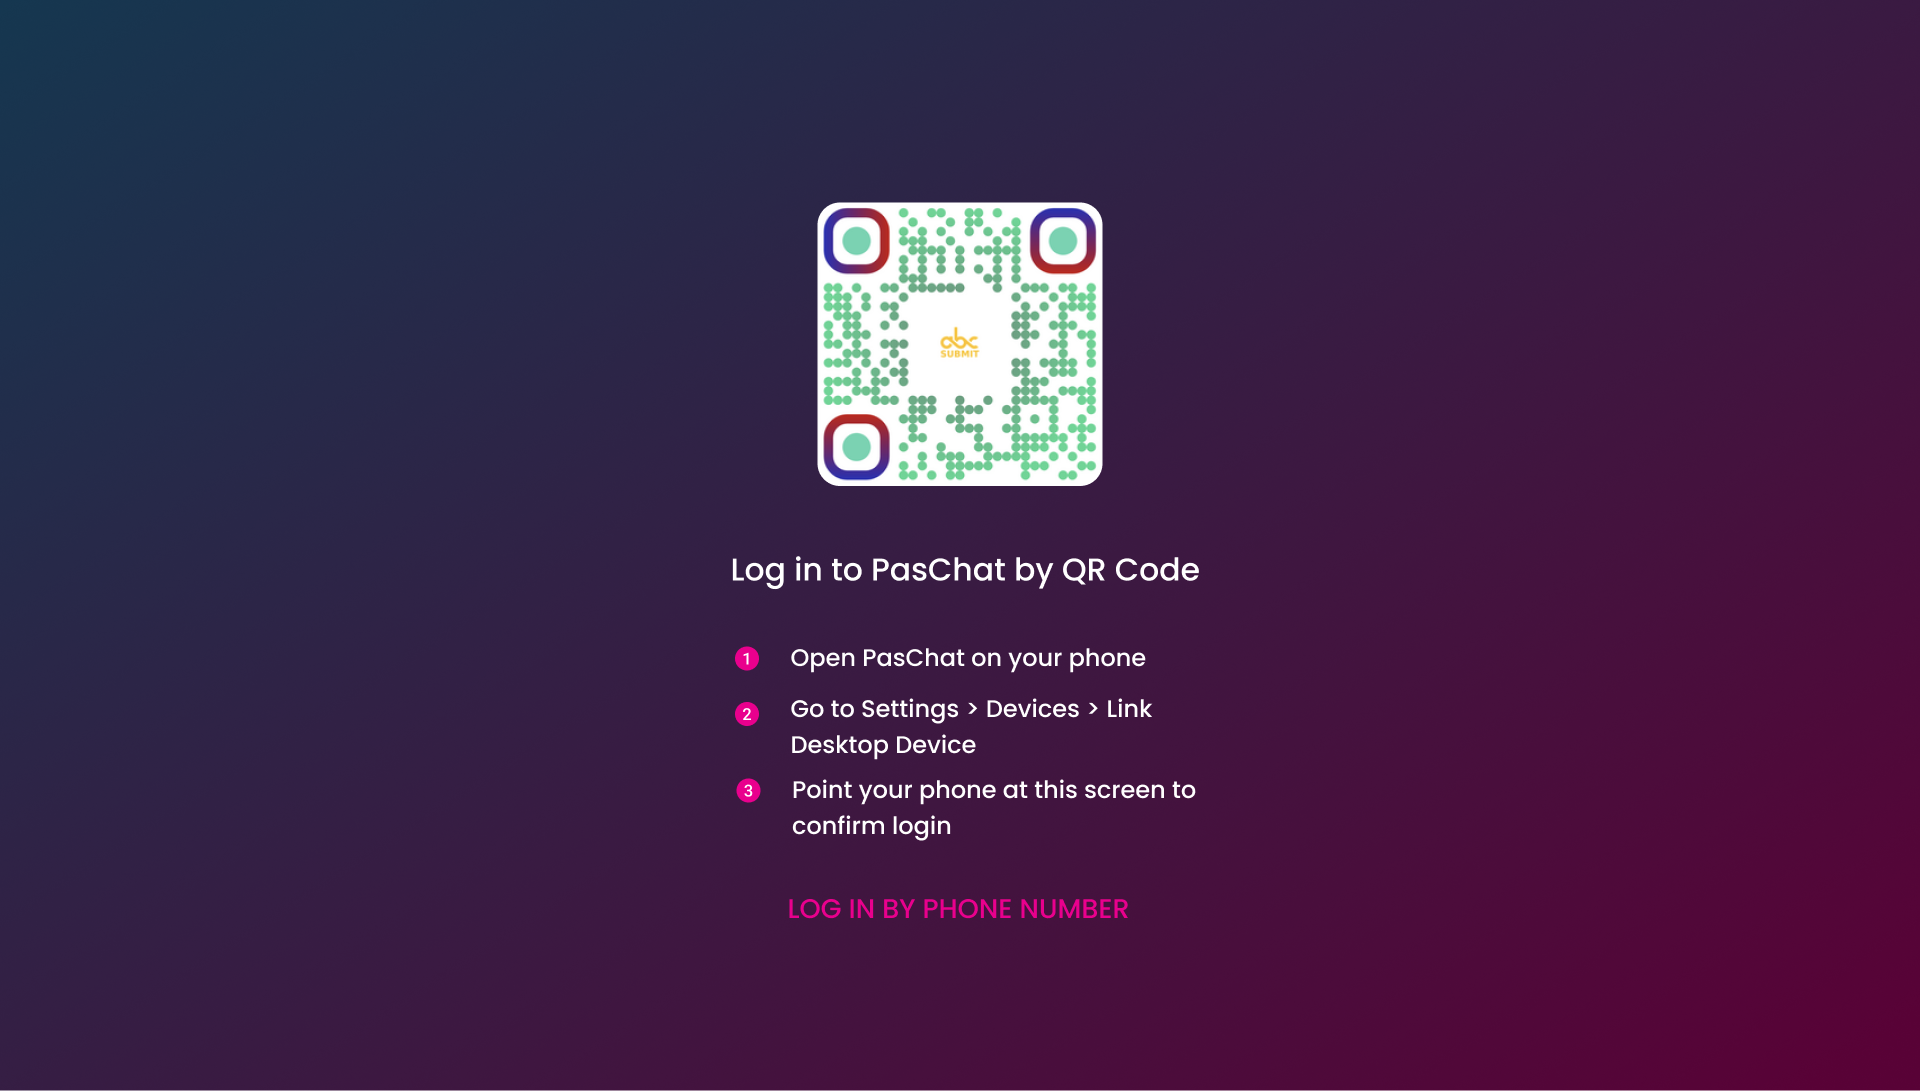 abc
SUBMIT
Log in to PasChat by QR Code
1 Open PasChat on your phone
2 Go to Settings > Devices > Link
Desktop Device
3 Point your phone at this screen to
confirm login
LOG IN BY PHONE NUMBER